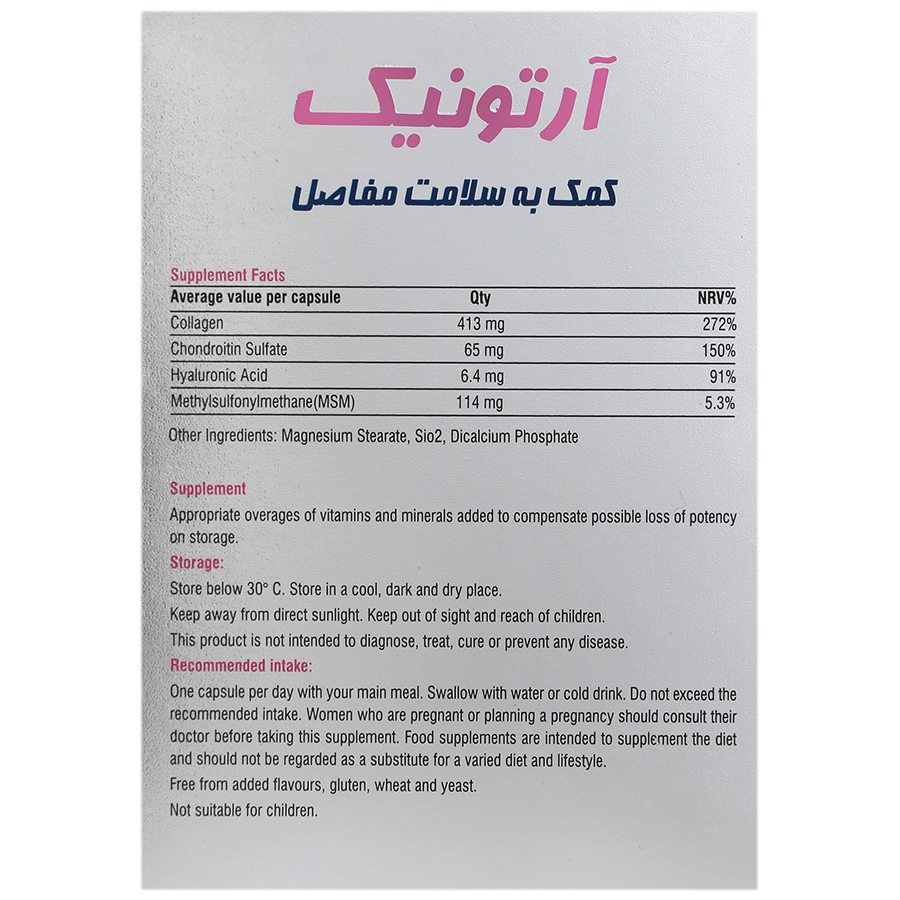 آرتونیک
کمک به سلامت مفاصل
Supplement Facts
Average value per capsule Qty NRV%
Collagen 413 mg 272%
Chondroitin Sulfate 65 mg 150%
Hyaluronic Acid 6.4 mg 91%
Methylsulfonylmethane(MSM) 114 mg 5.3%
Other Ingredients: Magnesium Stearate, Sio2, Dicalcium Phosphate
Supplement
Appropriate overages of vitamins and minerals added to compensate possible loss of potency
on storage.
Storage:
Store below 30° C. Store in a cool, dark and dry place.
Keep away from direct sunlight. Keep out of sight and reach of children.
This product is not intended to diagnose, treat, cure or prevent any disease.
Recommended intake:
One capsule per day with your main meal. Swallow with water or cold drink. Do not exceed the
recommended intake. Women who are pregnant or planning a pregnancy should consult their
doctor before taking this supplement. Food supplements are intended to supplement the diet
and should not be regarded as a substitute for a varied diet and lifestyle.
Free from added flavours, gluten, wheat and yeast.
Not suitable for children.